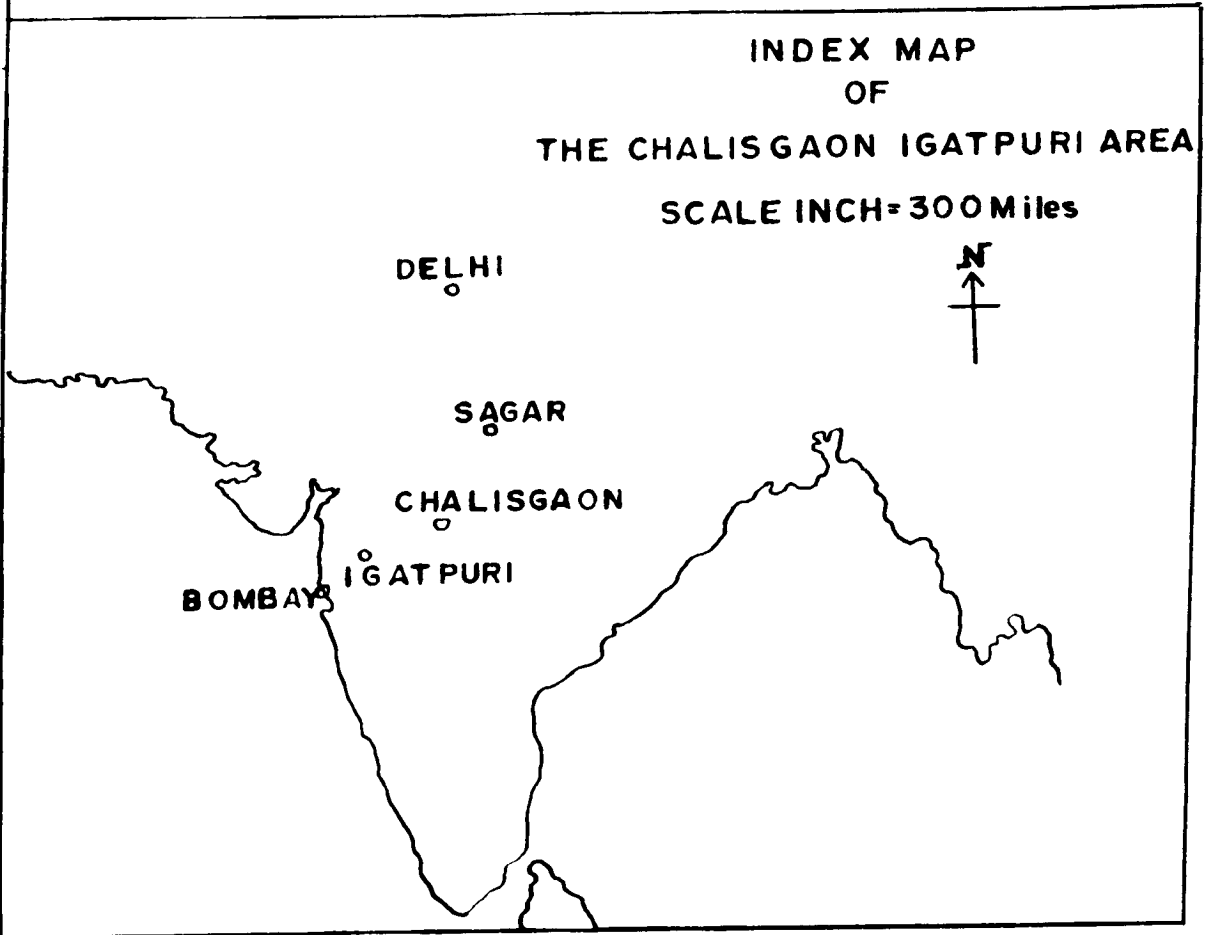 INDEX MAP
OF
THE CHALISGAON IGATPURI AREA
SCALE INCH=300Miles
N
DELHI
SAGAR
CHALISGAON
IGATPURI
BOMBAY